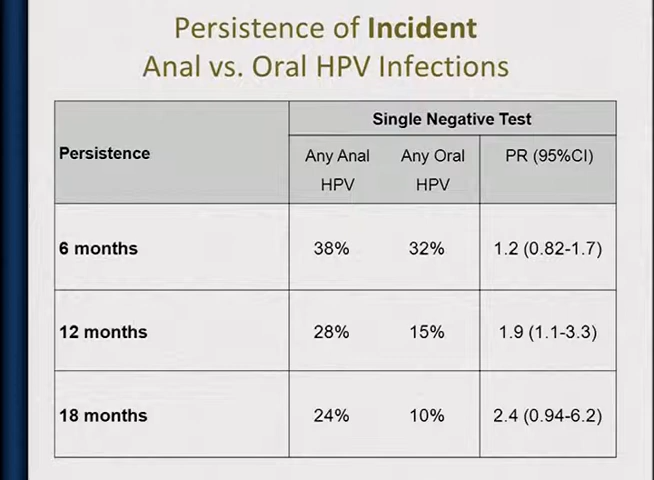 Persistence of Incident
Anal vs. Oral HPV Infections
Persistence
Single Negative Test
Any Anal HPV
Any Oral HPV
PR (95%CI)
6 months 38% 32% 1.2 (0.82-1.7)
12 months 28% 15% 1.9 (1.1-3.3)
18 months 24% 10% 2.4 (0.94-6.2)